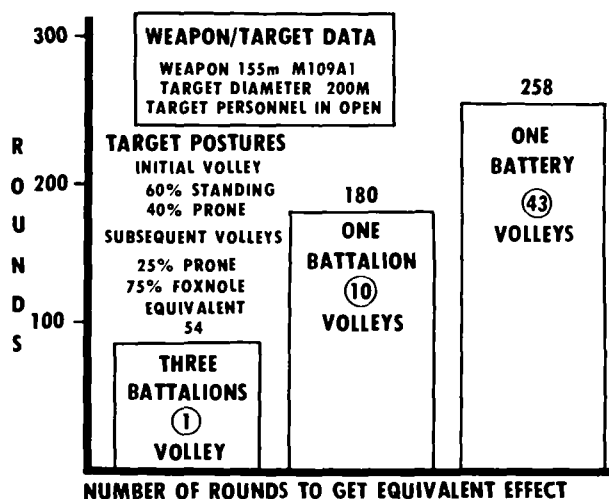 WEAPON/TARGET DATA
WEAPON 155m M109A1
TARGET DIAMETER 200M
TARGET PERSONNEL IN OPEN
TARGET POSTURES
INITIAL VOLLEY
60% STANDING
40% PRONE
SUBSEQUENT VOLLEYS
25% PRONE
75% FOXNOLE
EQUIVALENT
ROUNDS
300
200
100
54
THREE
BATTALIONS
1
VOLLEY
180
ONE
BATTALION
10
VOLLEYS
258
ONE
BATTERY
43
VOLLEYS
NUMBER OF ROUNDS TO GET EQUIVALENT EFFECT